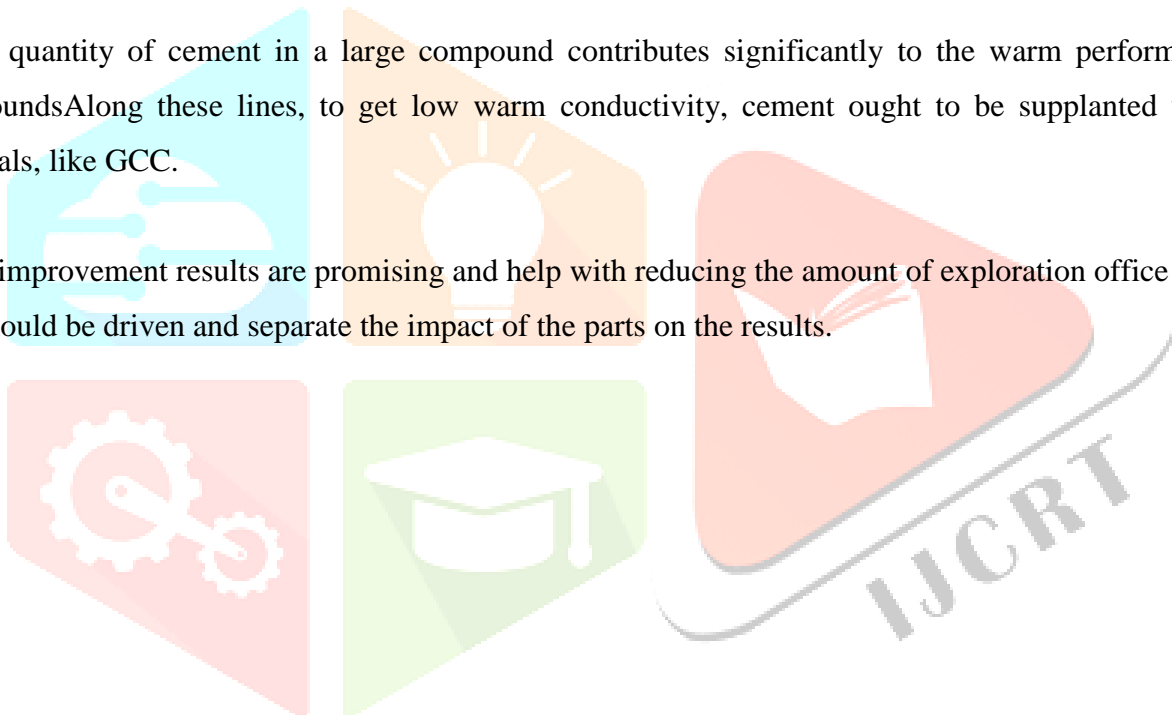 quantity of cement in a large compound contributes significantly to the warm perform
oundsAlong these lines, to get low warm conductivity, cement ought to be supplanted
als, like GCC.
improvement results are promising and help with reducing the amount of exploration office
ould be driven and separate the impact of the parts on the results.
IJCRT